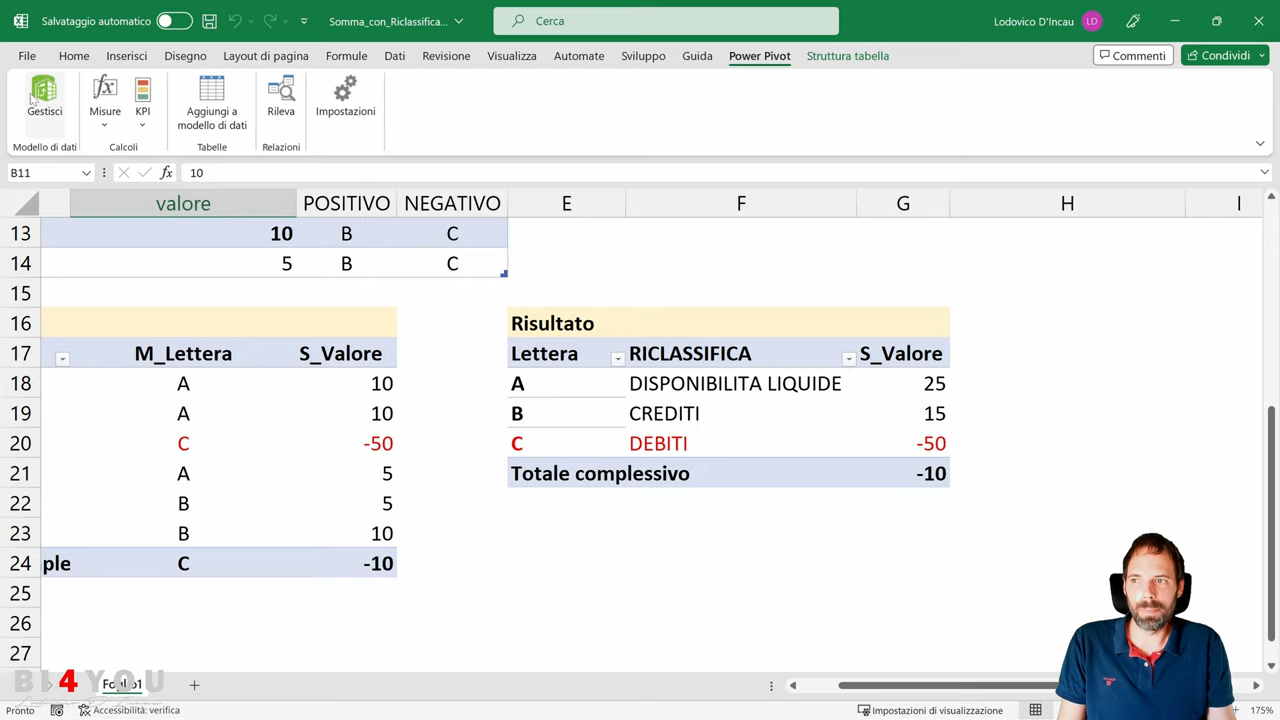 Salvataggio automatico
Somma_con_Riclassifica...
Cerca
Lodovico D'Incau
LD
File Home Inserisci Disegno Layout di pagina Formule Dati Revisione Visualizza Automate Sviluppo Guida Power Pivot Struttura tabella
Commenti
Condividi
Gestisci
Misure
KPI
Aggiungi a
modello di dati
Rileva
Impostazioni
Modello di dati
Calcoli
Tabelle
Relazioni
B11
fx
10
valore POSITIVO NEGATIVO E F G H I
13 10 B C
14 5 B C
15
16 Risultato
17 M_Lettera S_Valore Lettera RICLASSIFICA S_Valore
18 A 10 A DISPONIBILITA LIQUIDE 25
19 A 10 B CREDITI 15
20 C -50 C DEBITI -50
21 A 5 Totale complessivo -10
22 B 5
23 B 10
24 ple C -10
25
26
27
BI4YOU
Pronto
Accessibilità: verifica
Impostazioni di visualizzazione
175%